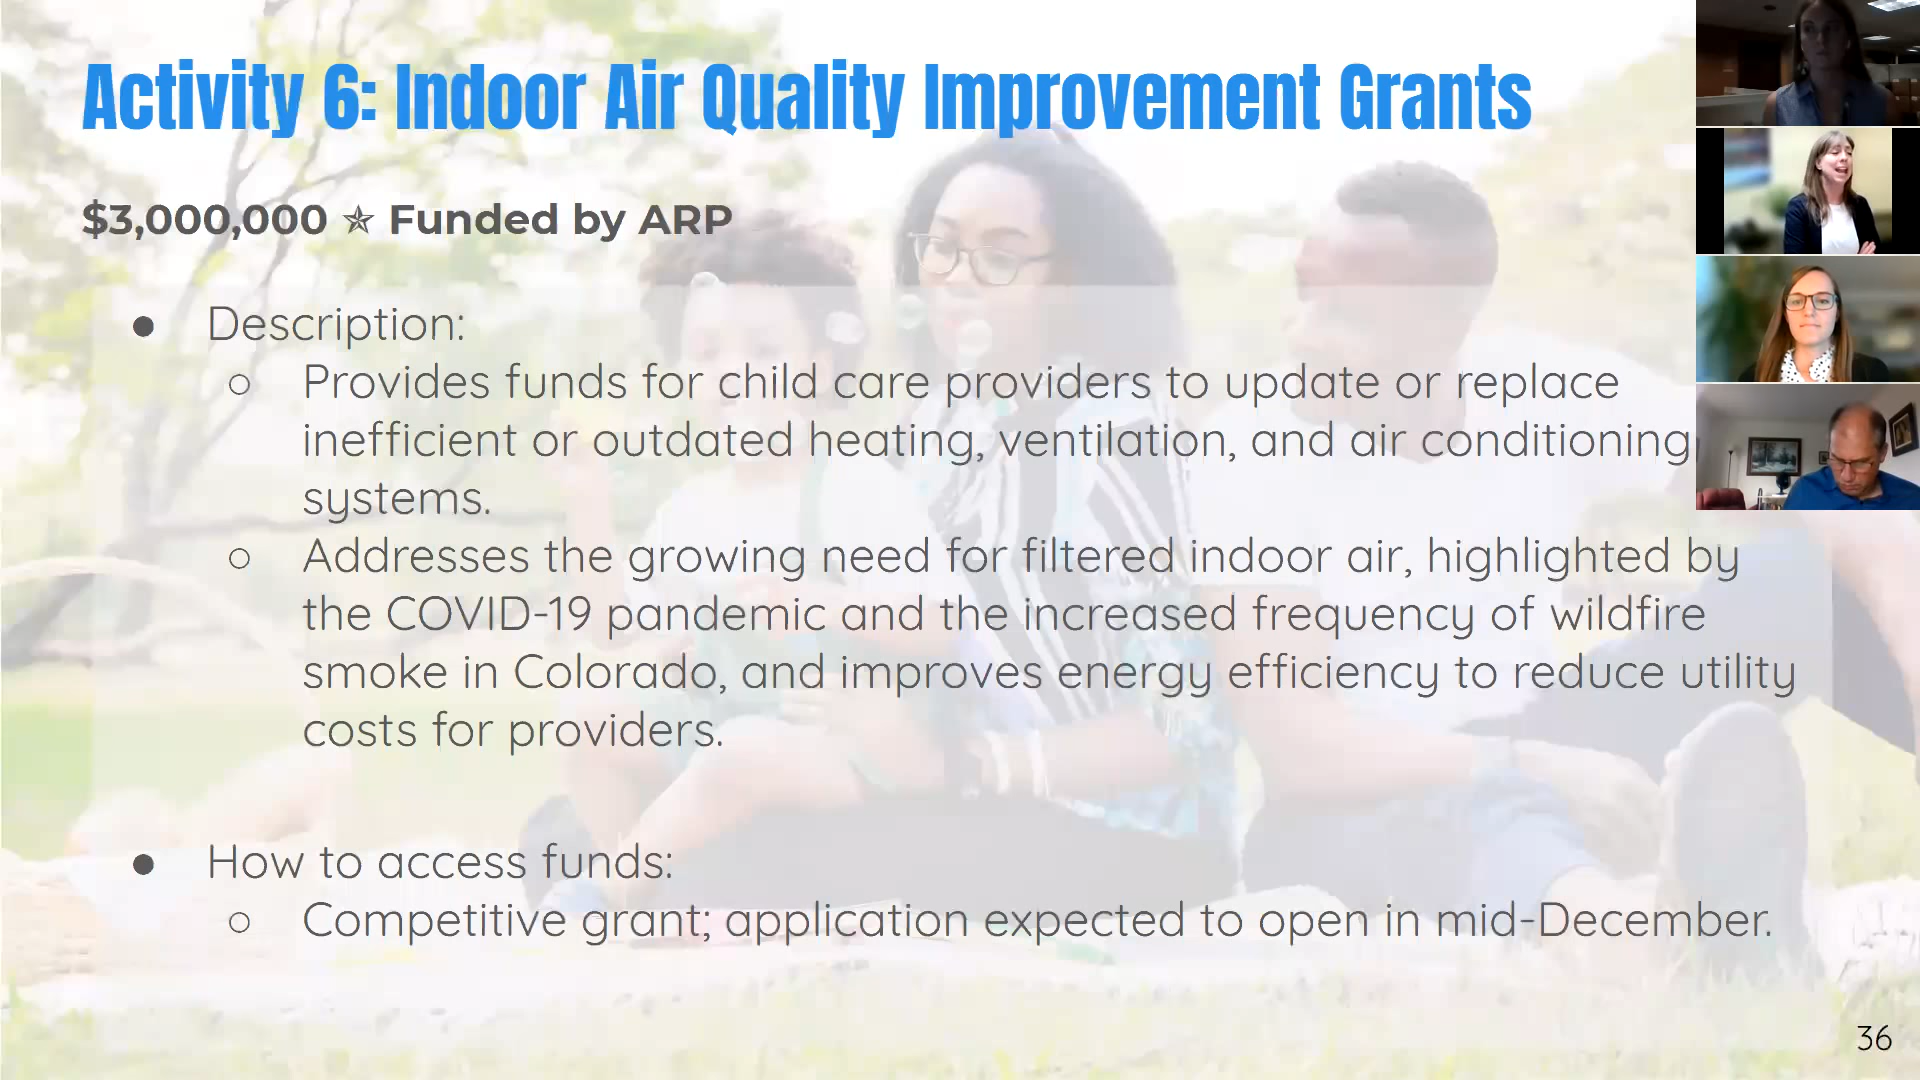 Activity 6: Indoor Air Quality Improvement Grants
$3,000,000 ✯ Funded by ARP
● Description:
○ Provides funds for child care providers to update or replace
inefficient or outdated heating, ventilation, and air conditioning
systems.
○ Addresses the growing need for filtered indoor air, highlighted by
the COVID-19 pandemic and the increased frequency of wildfire
smoke in Colorado, and improves energy efficiency to reduce utility
costs for providers.
● How to access funds:
○ Competitive grant; application expected to open in mid-December.
36